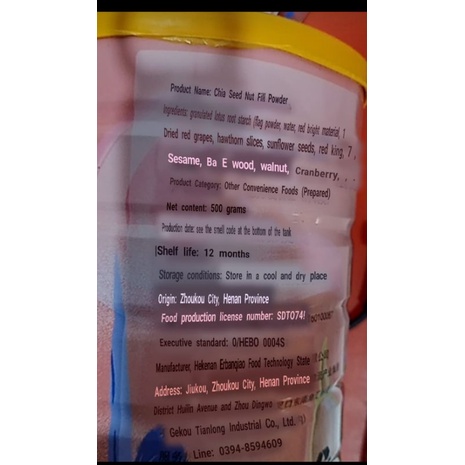 Product Name: Chia Seed Nut Fill Powder
Ingredients: granulated lotus root starch (flag powder, water, red bright material, 1
Dried red grapes, hawthorn slices, sunflower seeds, red king, 7,
Sesame, Ba E wood, walnut, Cranberry,
Product Category: Other Convenience Foods (Prepared)
Net content: 500 grams
Production date: see the smell code at the bottom of the tank
Shelf life: 12 months
Storage conditions: Store in a cool and dry place
Origin: Zhoukou City, Henan Province
Food production license number: SDT074!
Executive standard: Q/HEBO 0004S
Manufacturer, Hekenan Erbanqiao Food Technology State
Address: Jiukou, Zhoukou City, Henan Province
District Huilin Avenue and Zhou Dingwo
Gekou Tianlong Industrial Co., Ltd.
Line: 0394-8594609